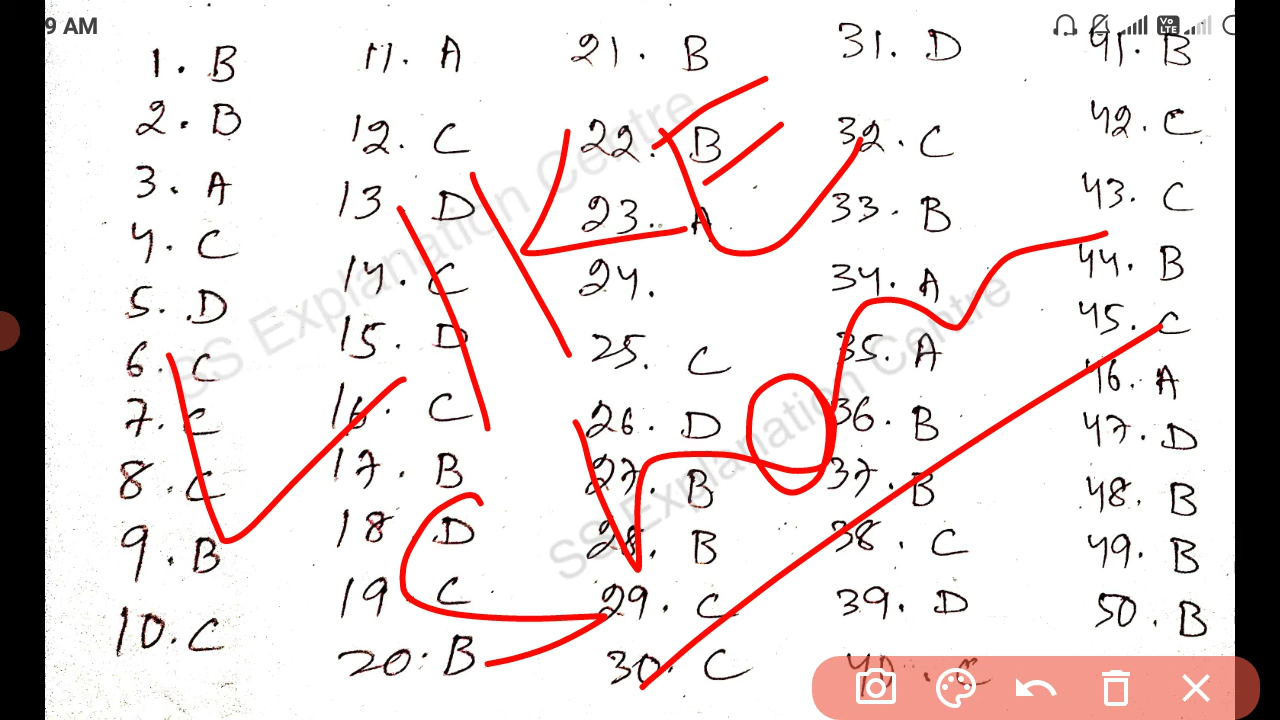 9 AM
1. B
2. B
3. A
4. C
5. D
6. C
7. C
8. C
9. B
10. C
11. A
12. C
13 D
14. C
15. D
16. C
17. B
18 D
19 C
20. B
21. B
22. B
23. A
24.
25. C
26. D
27. B
28. B
29. C
30. C
31. D
32. C
33. B
34. A
35. A
36. B
37. B
38. C
39. D
40. C
41. B
42. C
43. C
44. B
45. C
46. A
47. D
48. B
49. B
50. B
SS Explanation Centre
SS Explanation Centre
Vo
LTE